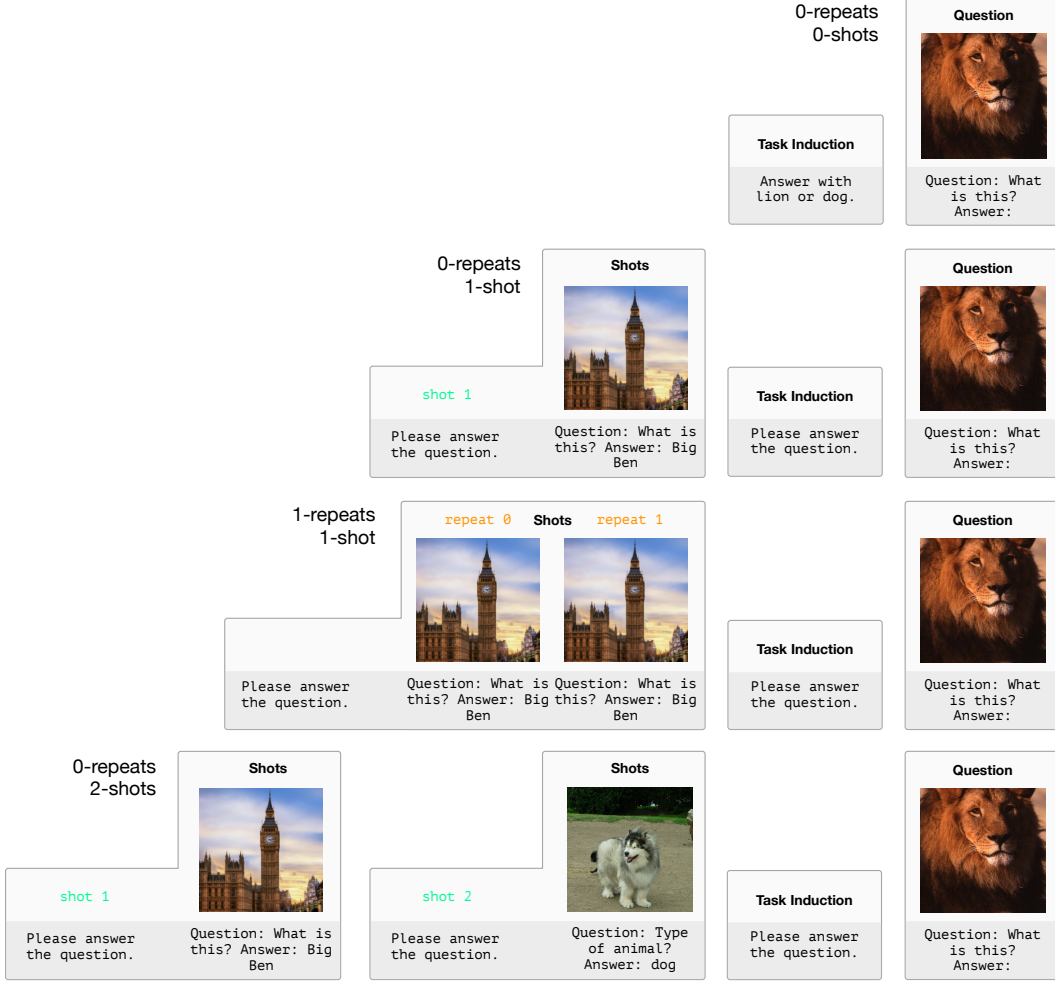 0-repeats
0-shots
Question
Task Induction
Answer with
lion or dog.
Question: What
is this?
Answer:
0-repeats
1-shot
Shots
Question
shot 1
Task Induction
Please answer
the question.
Question: What is
this? Answer: Big
Ben
Please answer
the question.
Question: What
is this?
Answer:
1-repeats
1-shot
repeat 0 Shots repeat 1
Question
Task Induction
Please answer
the question.
Question: What is
this? Answer: Big
Ben
Question: What is
this? Answer: Big
Ben
Please answer
the question.
Question: What
is this?
Answer:
0-repeats
2-shots
Shots
Shots
Question
shot 1
shot 2
Task Induction
Please answer
the question.
Question: What is
this? Answer: Big
Ben
Please answer
the question.
Question: Type
of animal?
Answer: dog
Please answer
the question.
Question: What
is this?
Answer: